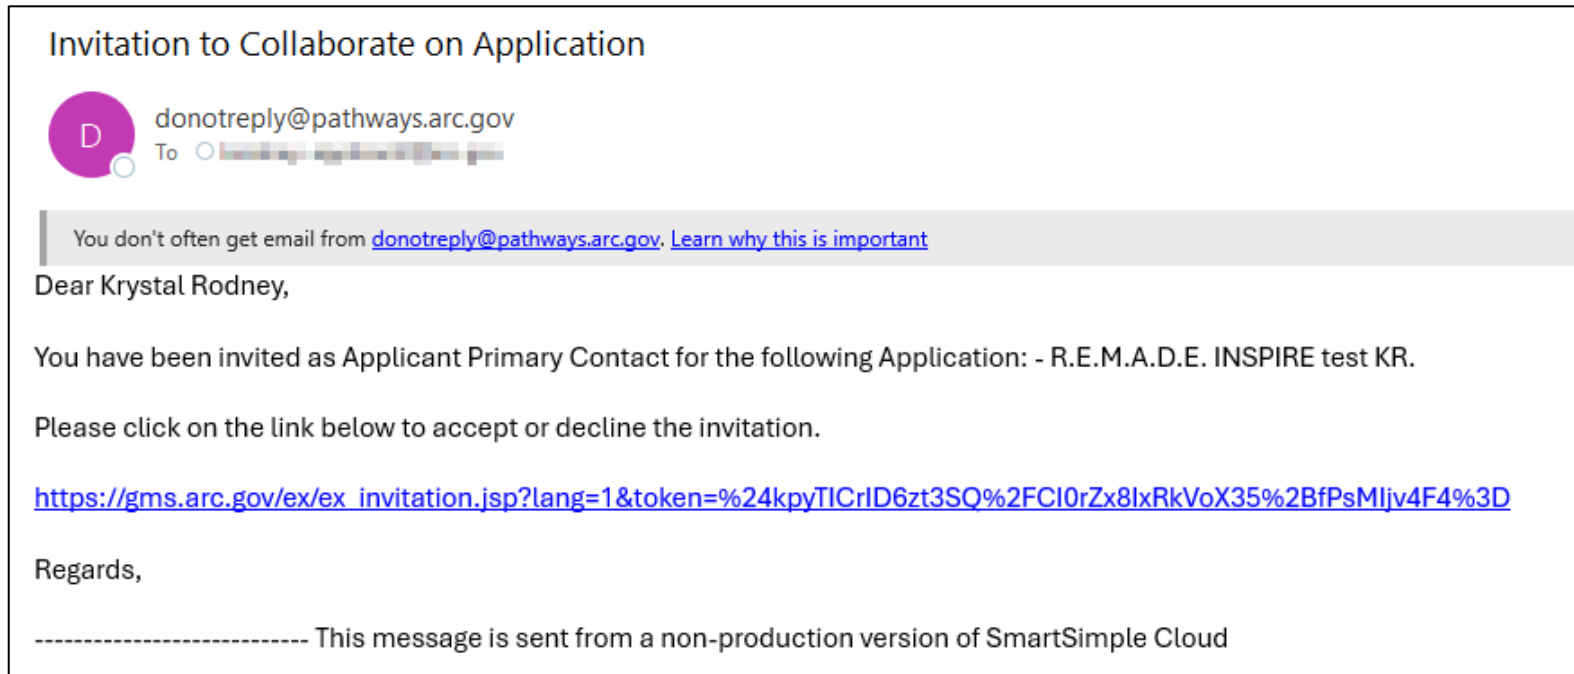 Invitation to Collaborate on Application
D
donotreply@pathways.arc.gov
To
You don't often get email from donotreply@pathways.arc.gov. Learn why this is important
Dear Krystal Rodney,
You have been invited as Applicant Primary Contact for the following Application: - R.E.M.A.D.E. INSPIRE test KR.
Please click on the link below to accept or decline the invitation.
https://gms.arc.gov/ex/ex_invitation.jsp?lang=1&token=%24kpyTICrID6zt3SQ%2FCI0rZx8IxRkVoX35%2BfPsMIjv4F4%3D
Regards,
---------------------------- This message is sent from a non-production version of SmartSimple Cloud